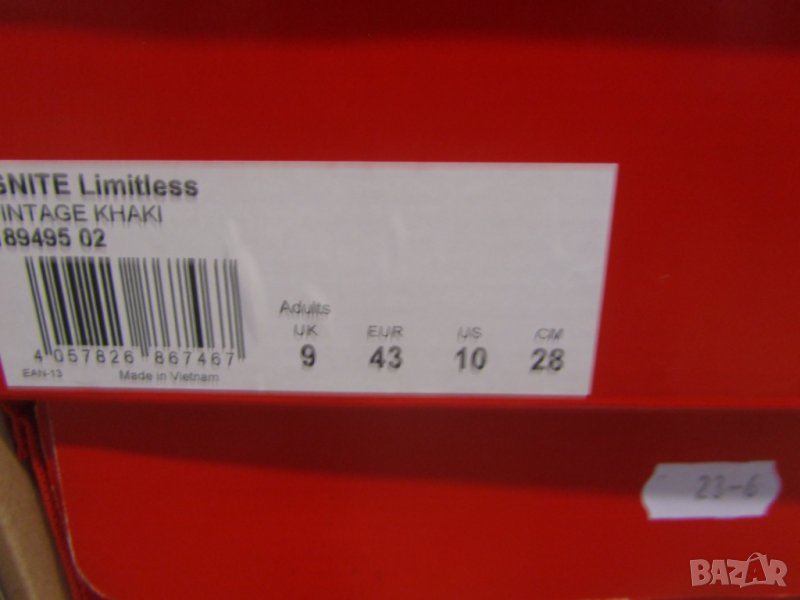 GNITE Limitless
INTAGE KHAKI
189495 02
4 057826 867467
EAN-13
Made in Vietnam
Adults
UK EUR US CM
9 43 10 28
23-6
BAZAR